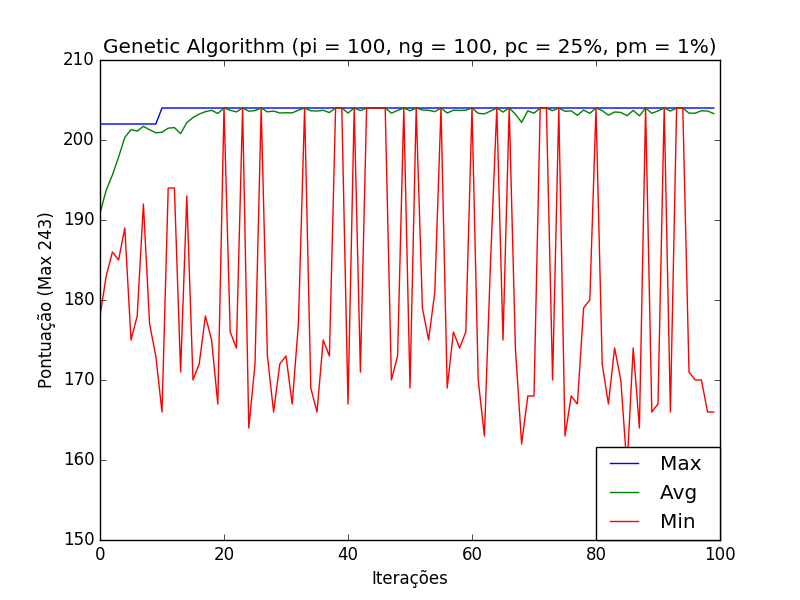 Genetic Algorithm (pi = 100, ng = 100, pc = 25%, pm = 1%)
210
200
190
180
170
160
150
Pontuação (Max 243)
Max
Avg
Min
0 20 40 60 80 100
Iterações